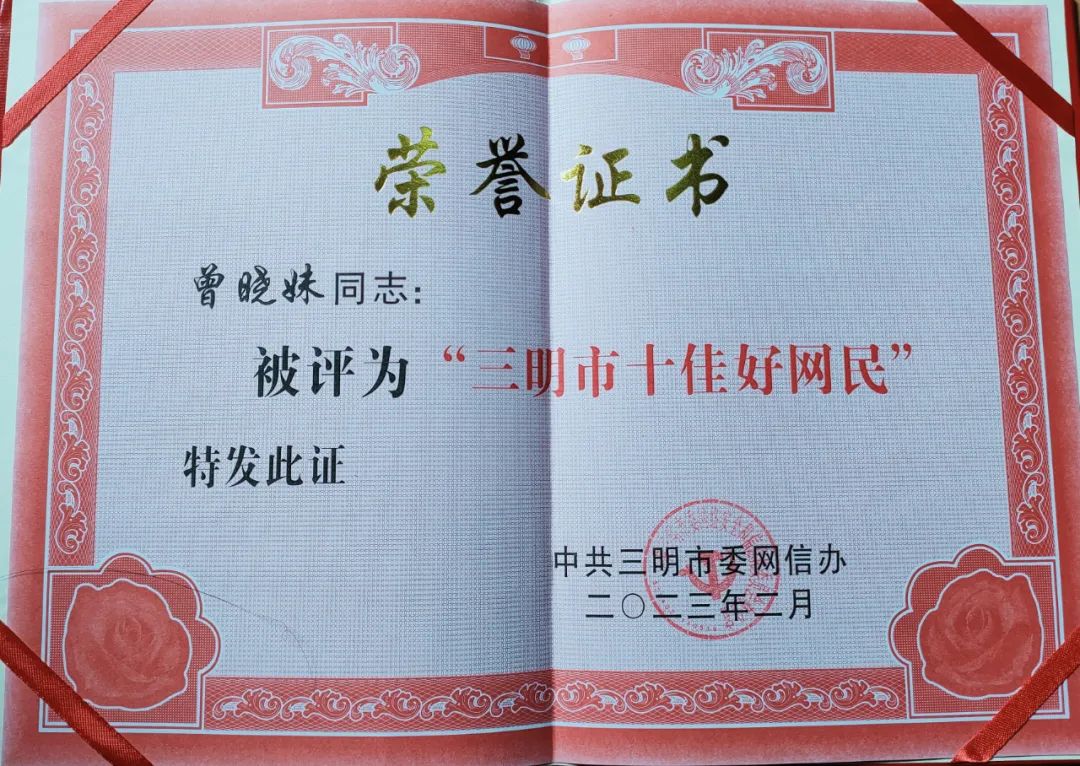 荣誉证书
曾晓妹同志：
被评为“三明市十佳好网民”
特发此证
中共三明市委网信办
二〇二三年二月